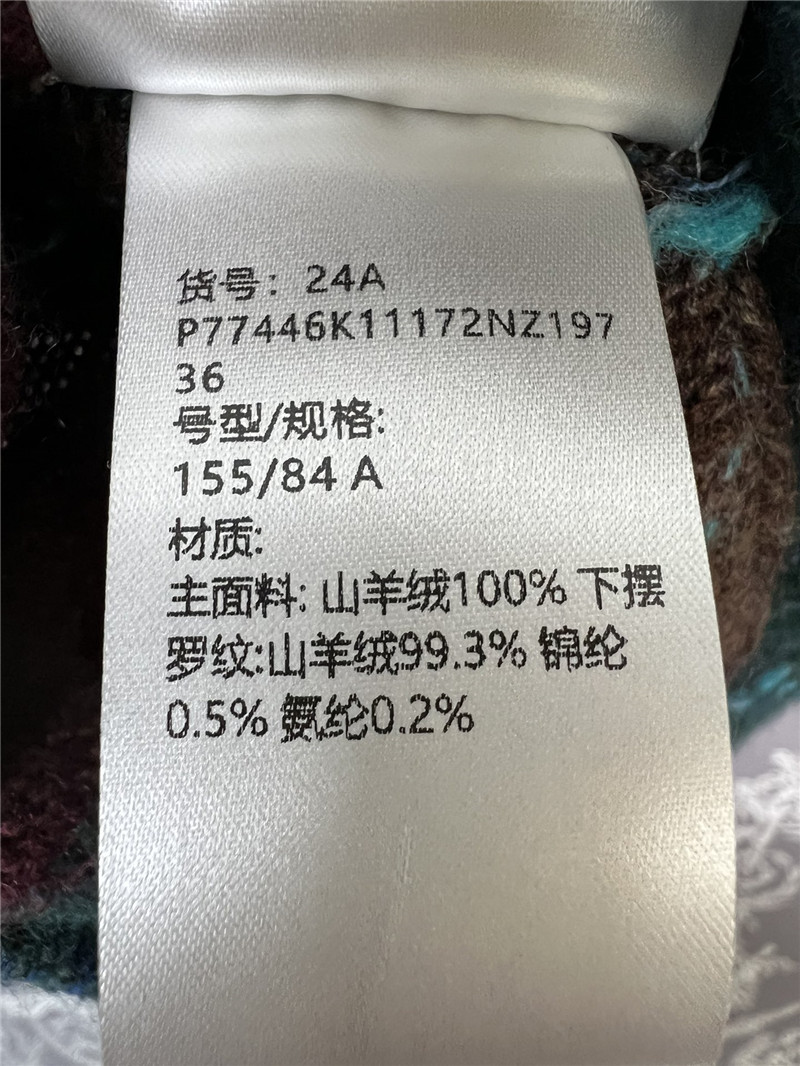 货号: 24A
P77446K11172NZ197
36
号型/规格:
155/84 A
材质:
主面料: 山羊绒100% 下摆
罗纹:山羊绒99.3% 锦纶
0.5% 氨纶0.2%